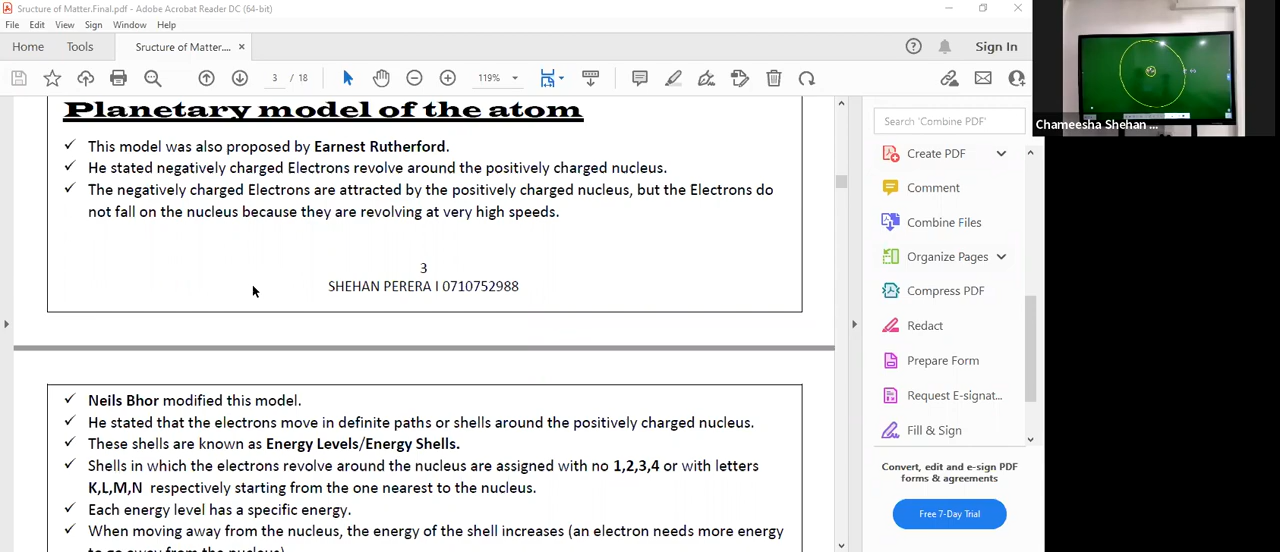 Sructure of Matter.Final.pdf - Adobe Acrobat Reader DC (64-bit)
File Edit View Sign Window Help
Home Tools Sructure of Matter.... × Sign In
3 / 18 119%
Planetary model of the atom
✓ This model was also proposed by Earnest Rutherford.
✓ He stated negatively charged Electrons revolve around the positively charged nucleus.
✓ The negatively charged Electrons are attracted by the positively charged nucleus, but the Electrons do
not fall on the nucleus because they are revolving at very high speeds.
3
SHEHAN PERERA I 0710752988
✓ Neils Bhor modified this model.
✓ He stated that the electrons move in definite paths or shells around the positively charged nucleus.
✓ These shells are known as Energy Levels/Energy Shells.
✓ Shells in which the electrons revolve around the nucleus are assigned with no 1,2,3,4 or with letters
K,L,M,N respectively starting from the one nearest to the nucleus.
✓ Each energy level has a specific energy.
✓ When moving away from the nucleus, the energy of the shell increases (an electron needs more energy
to go away from the nucleus)
Search 'Combine PDF'
Create PDF
Comment
Combine Files
Organize Pages
Compress PDF
Redact
Prepare Form
Request E-signat...
Fill & Sign
Convert, edit and e-sign PDF
forms & agreements
Free 7-Day Trial
Chameesha Shehan ...